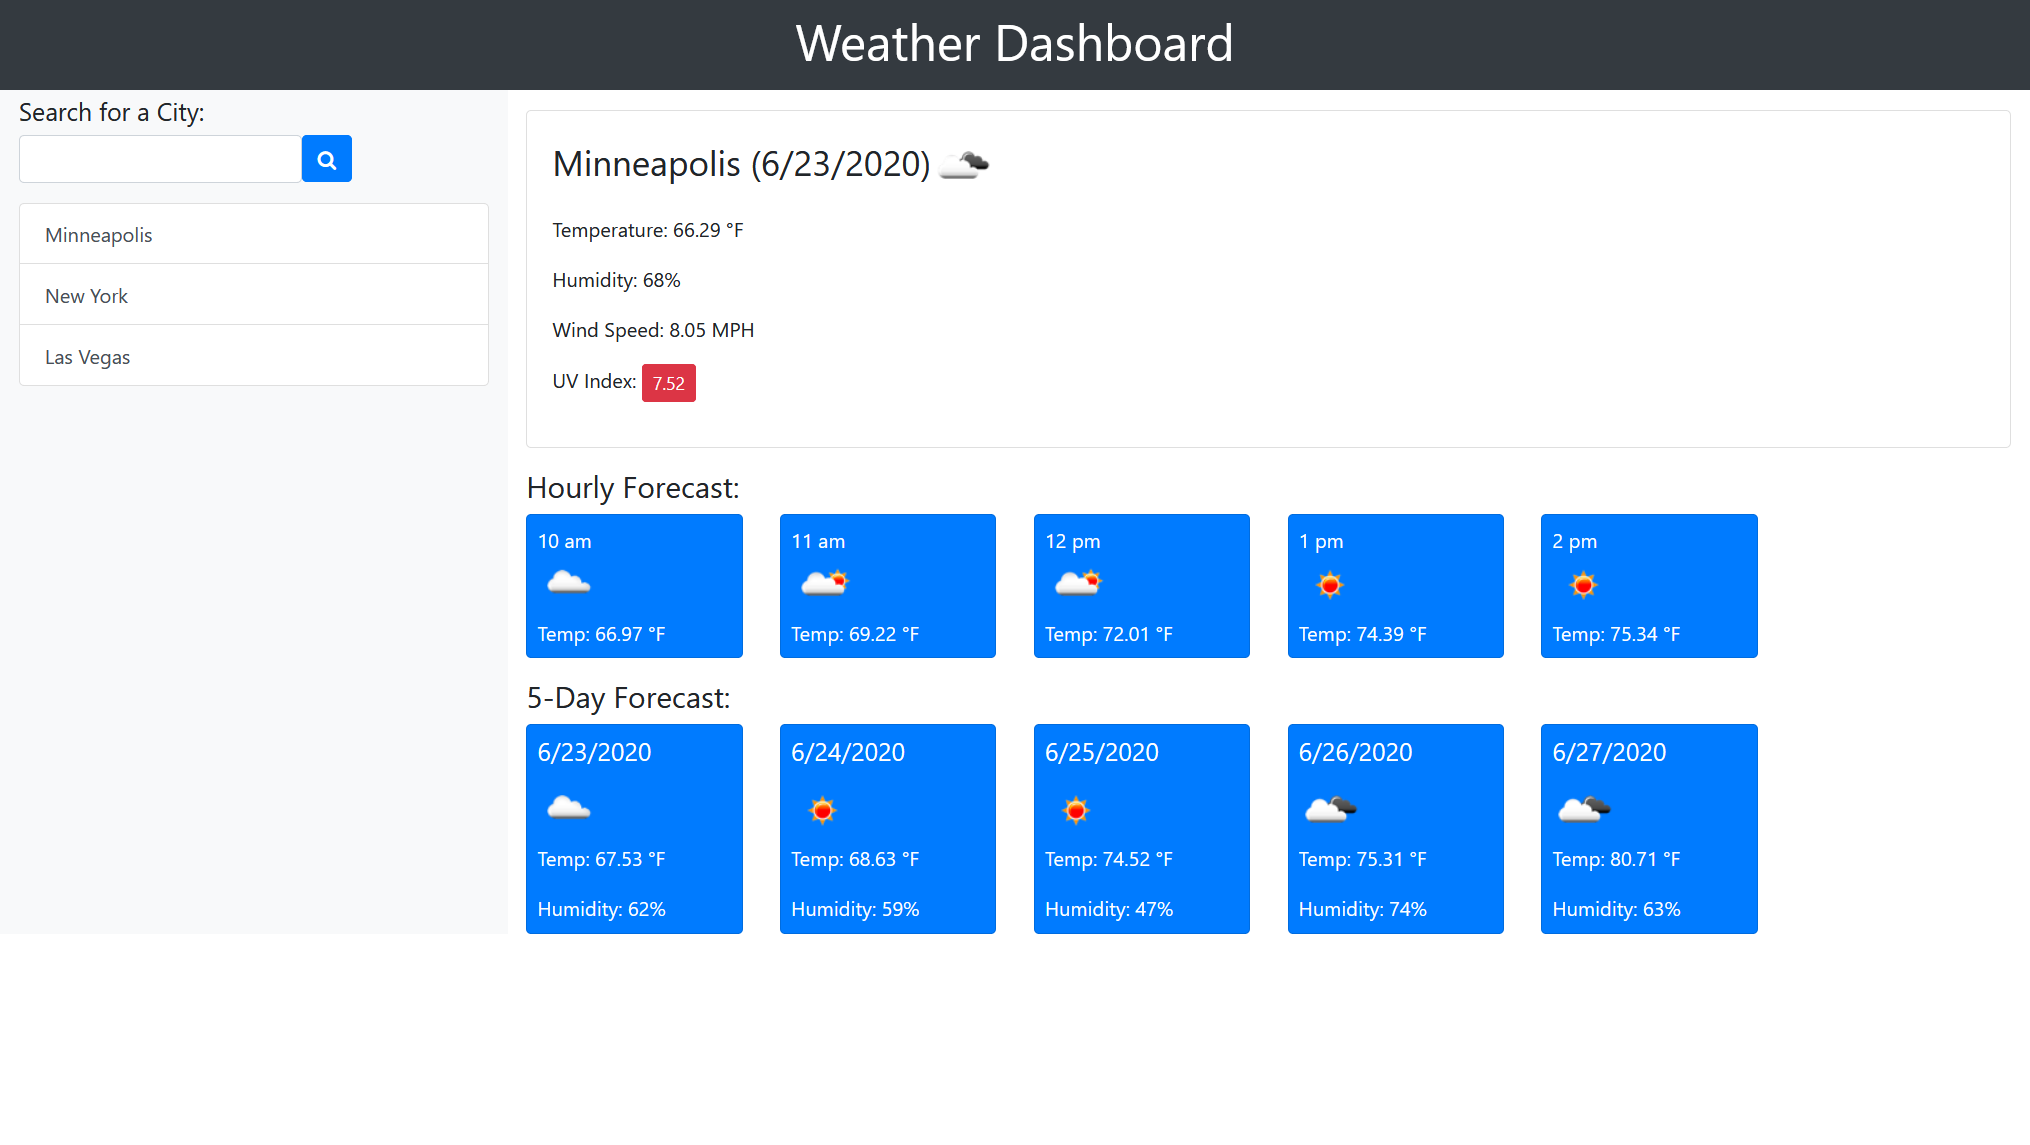 Weather Dashboard
Search for a City:
Minneapolis
New York
Las Vegas
Minneapolis (6/23/2020)
Temperature: 66.29 °F
Humidity: 68%
Wind Speed: 8.05 MPH
UV Index: 7.52
Hourly Forecast:
10 am
Temp: 66.97 °F
11 am
Temp: 69.22 °F
12 pm
Temp: 72.01 °F
1 pm
Temp: 74.39 °F
2 pm
Temp: 75.34 °F
5-Day Forecast:
6/23/2020
Temp: 67.53 °F
Humidity: 62%
6/24/2020
Temp: 68.63 °F
Humidity: 59%
6/25/2020
Temp: 74.52 °F
Humidity: 47%
6/26/2020
Temp: 75.31 °F
Humidity: 74%
6/27/2020
Temp: 80.71 °F
Humidity: 63%